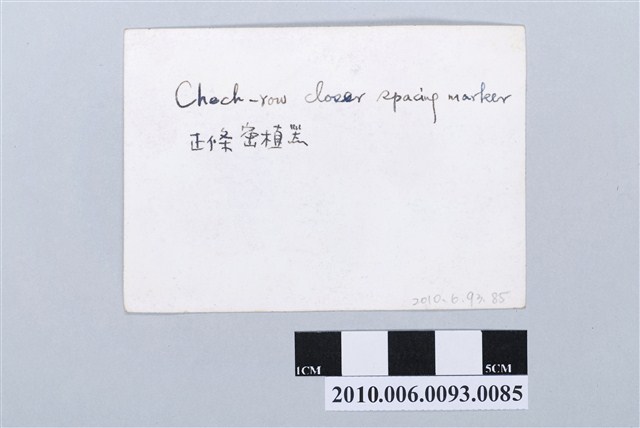 Check-row closer spacing marker
正條密植器
2010.6.93.85
1CM
5CM
2010.006.0093.0085